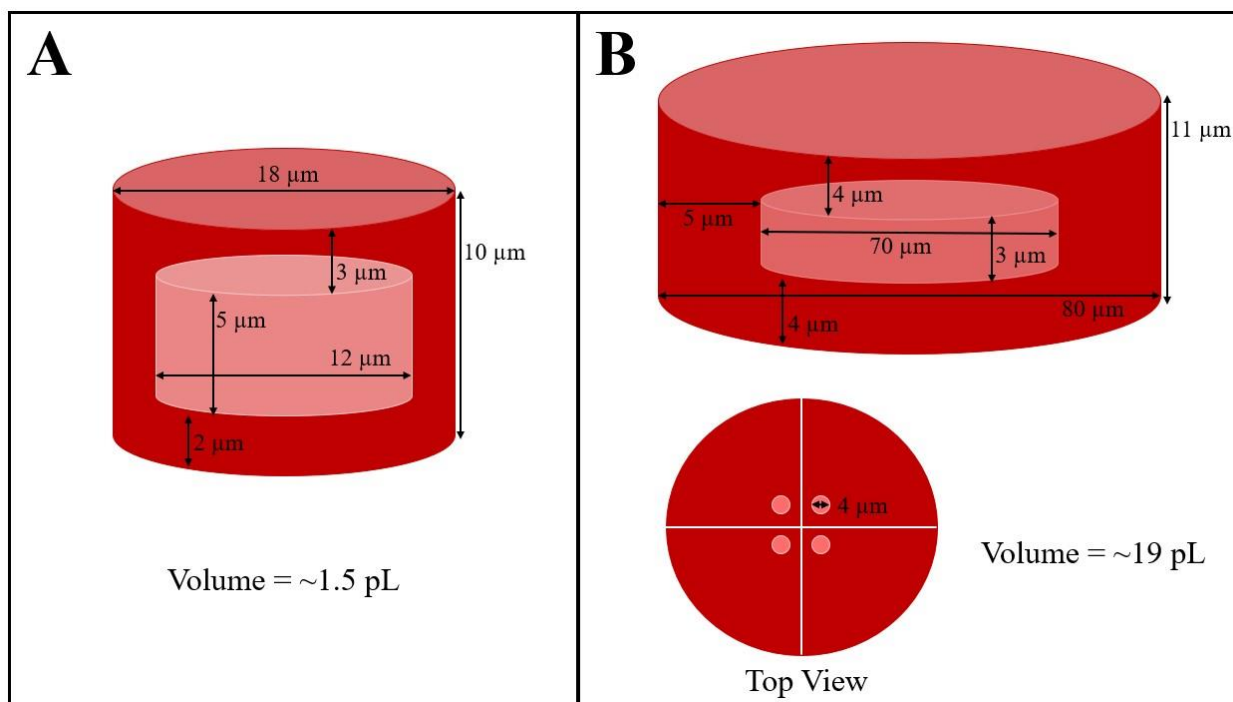 A
18 µm
10 µm
3 µm
5 µm
12 µm
2 µm
Volume = ~1.5 pL
B
11 µm
4 µm
5 µm
70 µm
3 µm
80 µm
4 µm
4 µm
Volume = ~19 pL
Top View